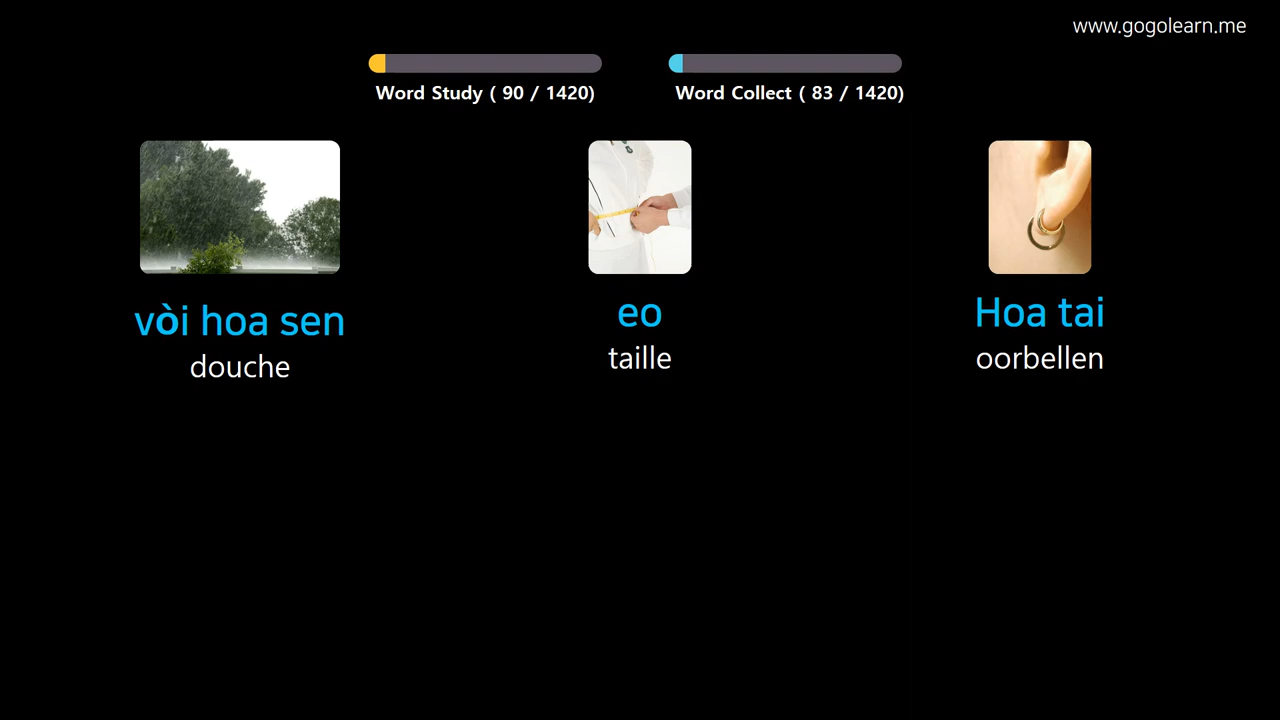 www.gogolearn.me
Word Study ( 90 / 1420)
Word Collect ( 83 / 1420)
vòi hoa sen
douche
eo
taille
Hoa tai
oorbellen